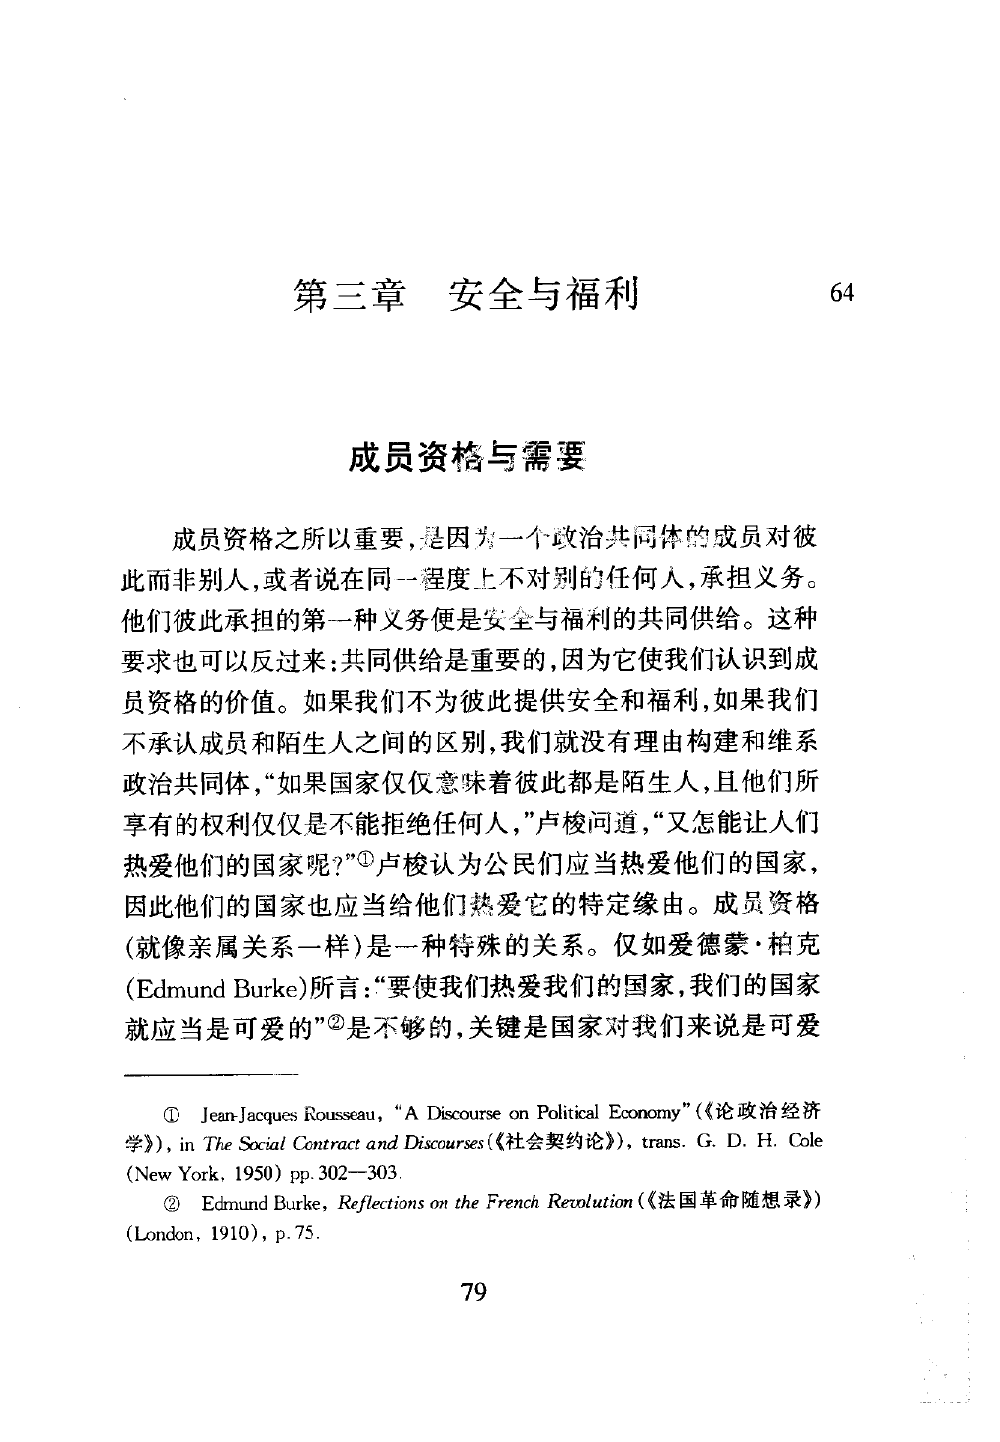 第三章　安全与福利
64
成员资格与需要
成员资格之所以重要,是因为一个政治共同体的成员对彼
此而非别人,或者说在同一程度上不对别的任何人,承担义务。
他们彼此承担的第一种义务便是安全与福利的共同供给。这种
要求也可以反过来:共同供给是重要的,因为它使我们认识到成
员资格的价值。如果我们不为彼此提供安全和福利,如果我们
不承认成员和陌生人之间的区别,我们就没有理由构建和维系
政治共同体,“如果国家仅仅意味着彼此都是陌生人,且他们所
享有的权利仅仅是不能拒绝任何人,”卢梭问道,“又怎能让人们
热爱他们的国家呢?”①卢梭认为公民们应当热爱他们的国家,
因此他们的国家也应当给他们热爱它的特定缘由。成员资格
(就像亲属关系一样)是一种特殊的关系。仅如爱德蒙·柏克
(Edmund Burke)所言:“要使我们热爱我们的国家,我们的国家
就应当是可爱的”②是不够的,关键是国家对我们来说是可爱
① Jean-Jacques Rousseau, “A Discourse on Political Economy”(《论政治经济
学》), in The Social Contract and Discourses(《社会契约论》), trans. G. D. H. Cole
(New York, 1950) pp. 302—303.
② Edmund Burke, Reflections on the French Revolution(《法国革命随想录》)
(London, 1910), p. 75.
79